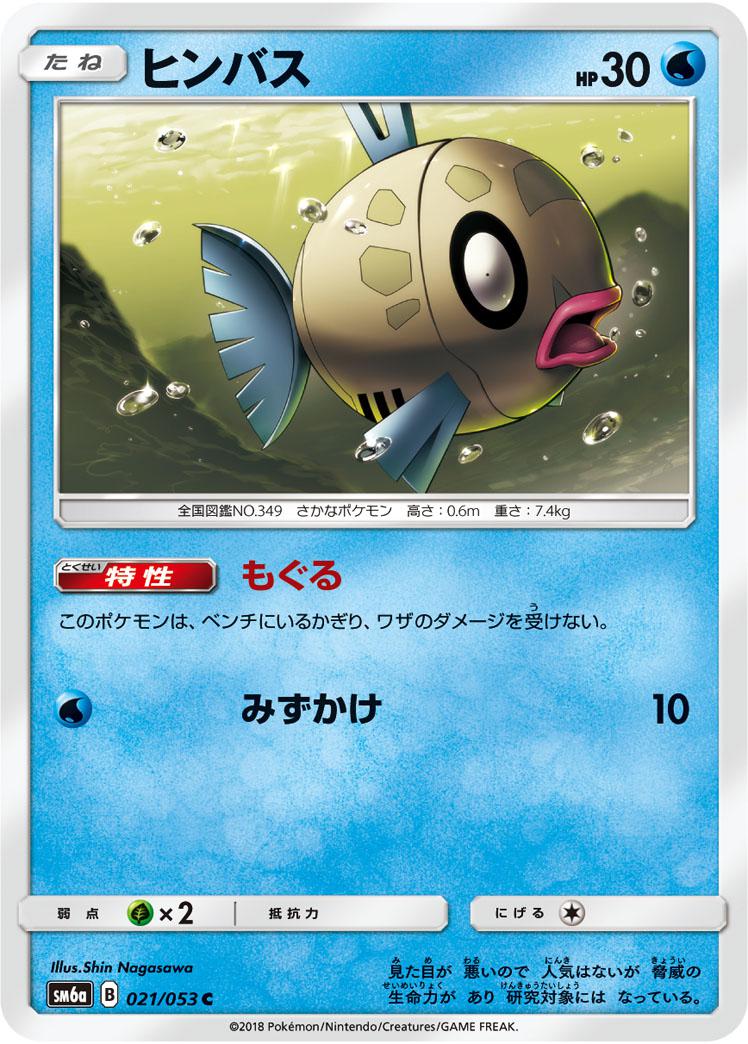 たね ヒンバス HP30
全国図鑑NO.349 さかなポケモン 高さ：0.6m 重さ：7.4kg
とくせい
特性 もぐる
このポケモンは、ベンチにいるかぎり、ワザのダメージを受けない。
みずかけ 10
弱点 ×2 抵抗力 にげる
Illus.Shin Nagasawa
SM6a B 021/053 C
見た目が 悪いので 人気はないが 脅威の
生命力が あり 研究対象には なっている。
©2018 Pokémon/Nintendo/Creatures/GAME FREAK.